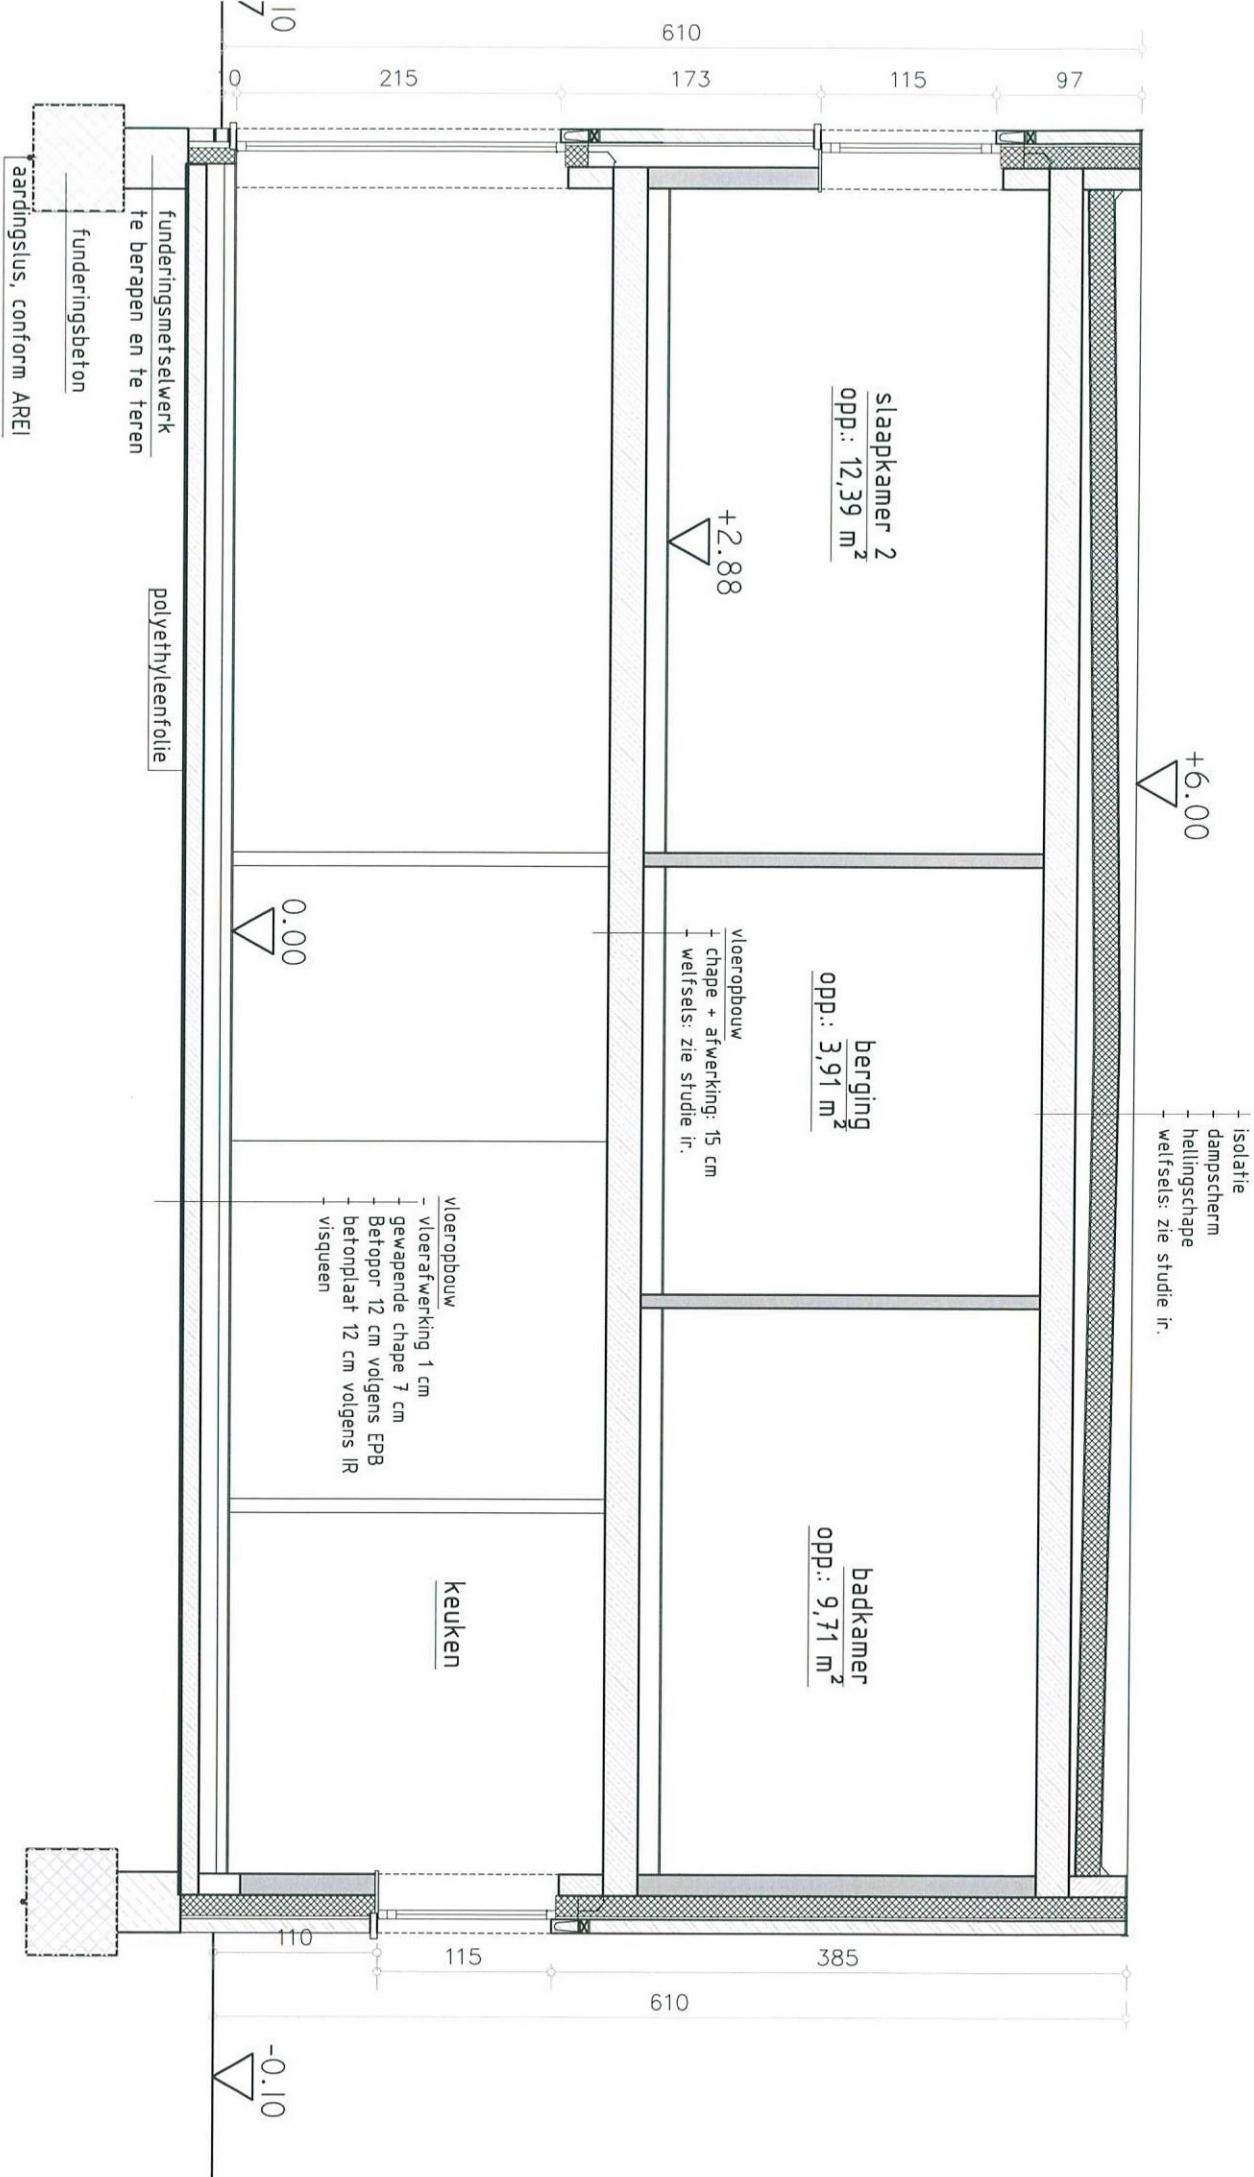 isolatie
dampscherm
- hellingschape
- welfsels: zie studie ir.
+6.00
slaapkamer 2
opp.: 12,39 m²
berging
opp.: 3,91 m²
badkamer
opp.: 9,71 m²
+2.88
vloeropbouw
- chape + afwerking: 15 cm
- welfsels: zie studie ir.
keuken
vloeropbouw
- vloerafwerking 1 cm
- gewapende chape 7 cm
- Betopor 12 cm volgens EPB
- betonplaat 12 cm volgens IR
- visqueen
0.00
polyethyleenfolie
funderingsmetselwerk
te berapen en te teren
funderingsbeton
aardingslus, conform AREI
610
97
115
173
215
10
10
385
115
110
610
-0.10